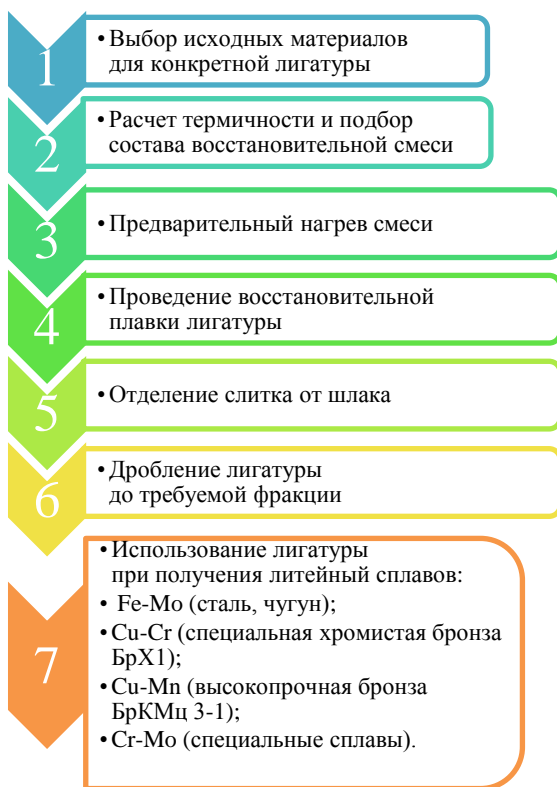 1
• Выбор исходных материалов
для конкретной лигатуры
2
• Расчет термичности и подбор
состава восстановительной смеси
3
• Предварительный нагрев смеси
4
• Проведение восстановительной
плавки лигатуры
5
• Отделение слитка от шлака
6
• Дробление лигатуры
до требуемой фракции
7
• Использование лигатуры
при получения литейный сплавов:
• Fe-Mo (сталь, чугун);
• Cu-Cr (специальная хромистая бронза
БрХ1);
• Cu-Mn (высокопрочная бронза
БрКМц 3-1);
• Cr-Mo (специальные сплавы).